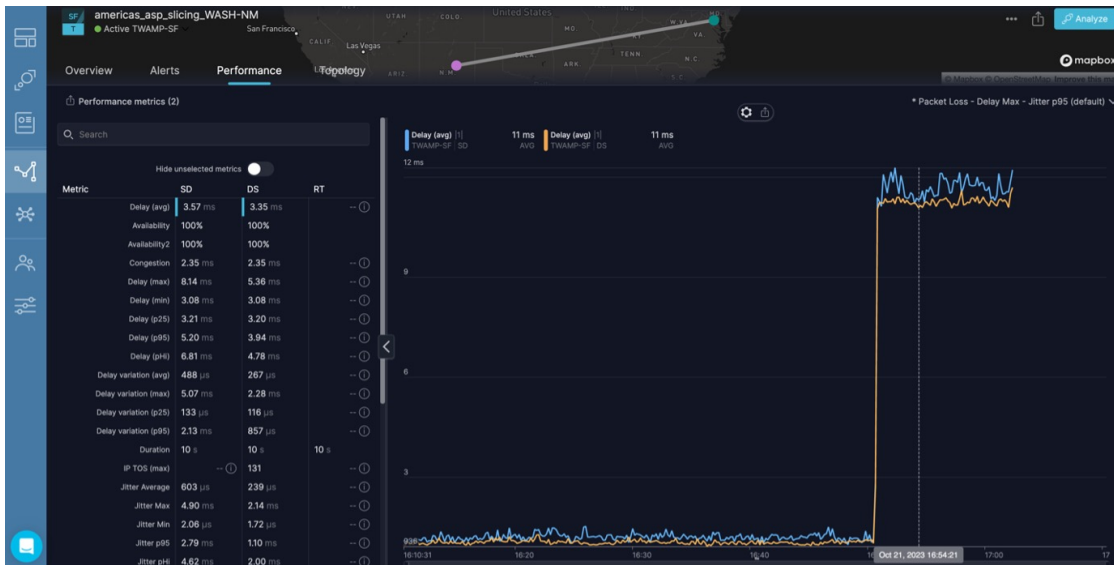 SF
T
americas_asp_slicing_WASH-NM
Active TWAMP-SF
San Francisco
CALIF.
Las Vegas
UTAH
COLO.
United States
MO.
W.VA.
VA
TENN
N.C.
ARK
S.C.
ARIZ
N.M.
OKLA.
Analyze
Overview
Alerts
Performance
Topology
mapbox
© Mapbox © OpenStreetMap Improve this map
Performance metrics (2)
* Packet Loss - Delay Max - Jitter p95 (default)
Search
Hide unselected metrics
Metric SD DS RT
Delay (avg) 3.57 ms 3.35 ms --
Availability 100% 100%
Availability2 100% 100%
Congestion 2.35 ms 2.35 ms --
Delay (max) 8.14 ms 5.36 ms --
Delay (min) 3.08 ms 3.08 ms --
Delay (p25) 3.21 ms 3.20 ms --
Delay (p95) 5.20 ms 3.94 ms --
Delay (pHi) 6.81 ms 4.78 ms --
Delay variation (avg) 488 µs 267 µs --
Delay variation (max) 5.07 ms 2.28 ms --
Delay variation (p25) 133 µs 116 µs --
Delay variation (p95) 2.13 ms 857 µs --
Duration 10 s 10 s 10 s
IP TOS (max) -- 131 --
Jitter Average 603 µs 239 µs --
Jitter Max 4.90 ms 2.14 ms --
Jitter Min 2.06 µs 1.72 µs --
Jitter p95 2.79 ms 1.10 ms --
Jitter pHi 4.62 ms 2.00 ms --
Delay (avg) |1| 11 ms
TWAMP-SF | SD AVG
Delay (avg) |1| 11 ms
TWAMP-SF | DS AVG
12 ms
9
6
3
938
16:10:31
16:20
16:30
16:40
Oct 21, 2023 16:54:21
17:00
17